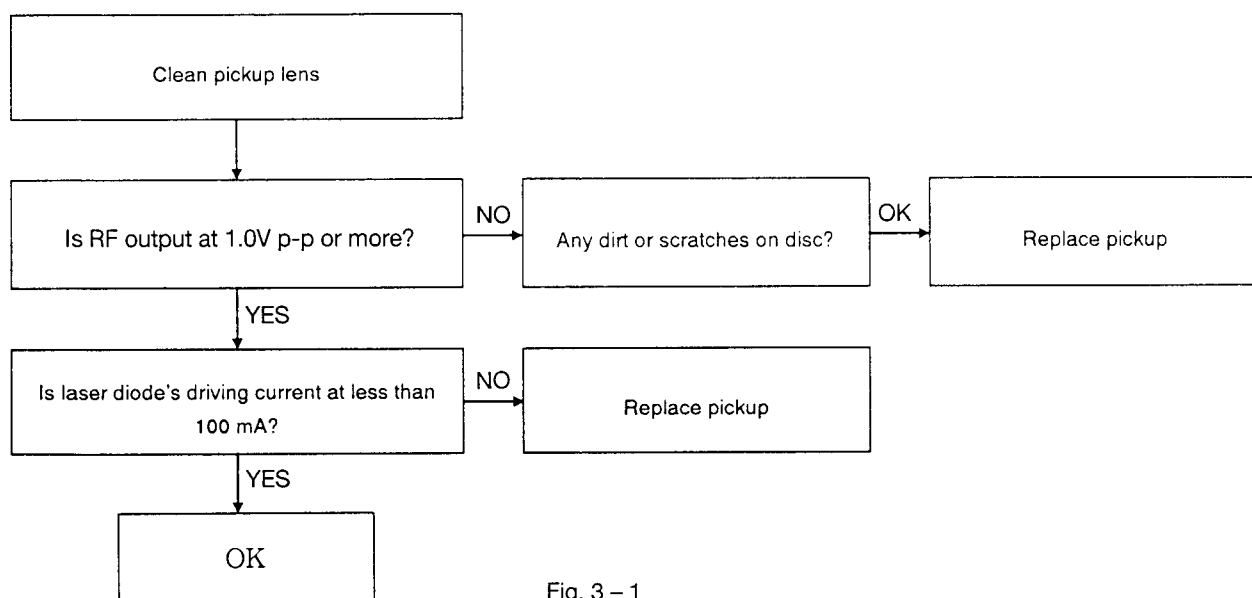 Clean pickup lens
Is RF output at 1.0V p-p or more?
NO
Any dirt or scratches on disc?
OK
Replace pickup
YES
Is laser diode's driving current at less than
100 mA?
NO
Replace pickup
YES
OK
Fig. 3 – 1